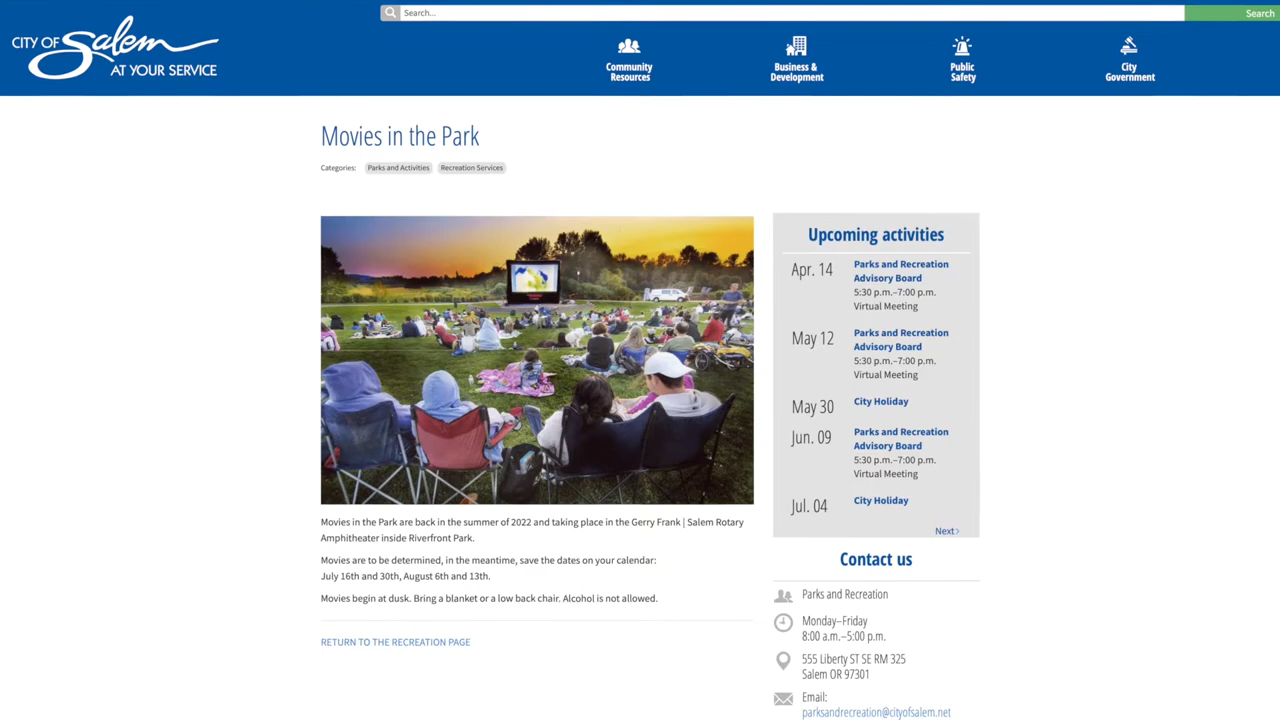 Search...
Search
CITY OF Salem
AT YOUR SERVICE
Community
Resources
Business &
Development
Public
Safety
City
Government
Movies in the Park
Categories: Parks and Activities Recreation Services
Movies in the Park are back in the summer of 2022 and taking place in the Gerry Frank | Salem Rotary
Amphitheater inside Riverfront Park.
Movies are to be determined, in the meantime, save the dates on your calendar:
July 16th and 30th, August 6th and 13th.
Movies begin at dusk. Bring a blanket or a low back chair. Alcohol is not allowed.
RETURN TO THE RECREATION PAGE
Upcoming activities
Apr. 14
Parks and Recreation
Advisory Board
5:30 p.m.–7:00 p.m.
Virtual Meeting
May 12
Parks and Recreation
Advisory Board
5:30 p.m.–7:00 p.m.
Virtual Meeting
May 30
City Holiday
Jun. 09
Parks and Recreation
Advisory Board
5:30 p.m.–7:00 p.m.
Virtual Meeting
Jul. 04
City Holiday
Next>
Contact us
Parks and Recreation
Monday–Friday
8:00 a.m.–5:00 p.m.
555 Liberty ST SE RM 325
Salem OR 97301
Email:
parksandrecreation@cityofsalem.net